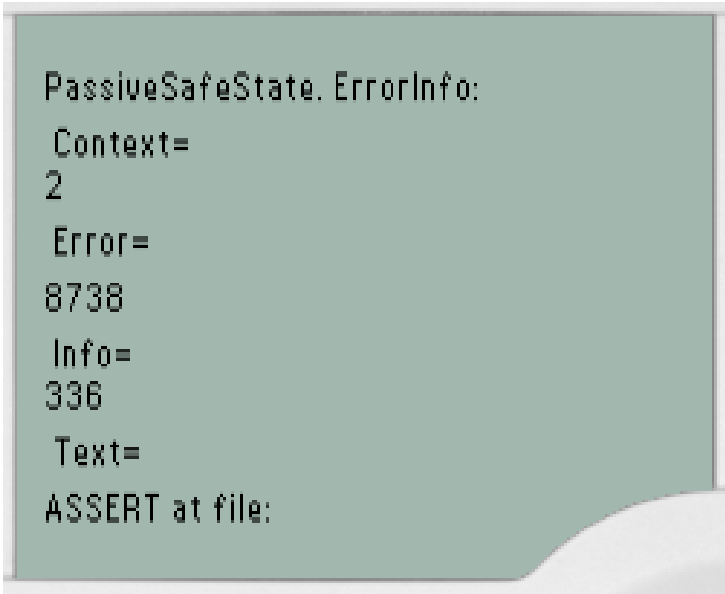 PassiveSafeState. ErrorInfo:
Context=
2
Error=
8738
Info=
336
Text=
ASSERT at file: